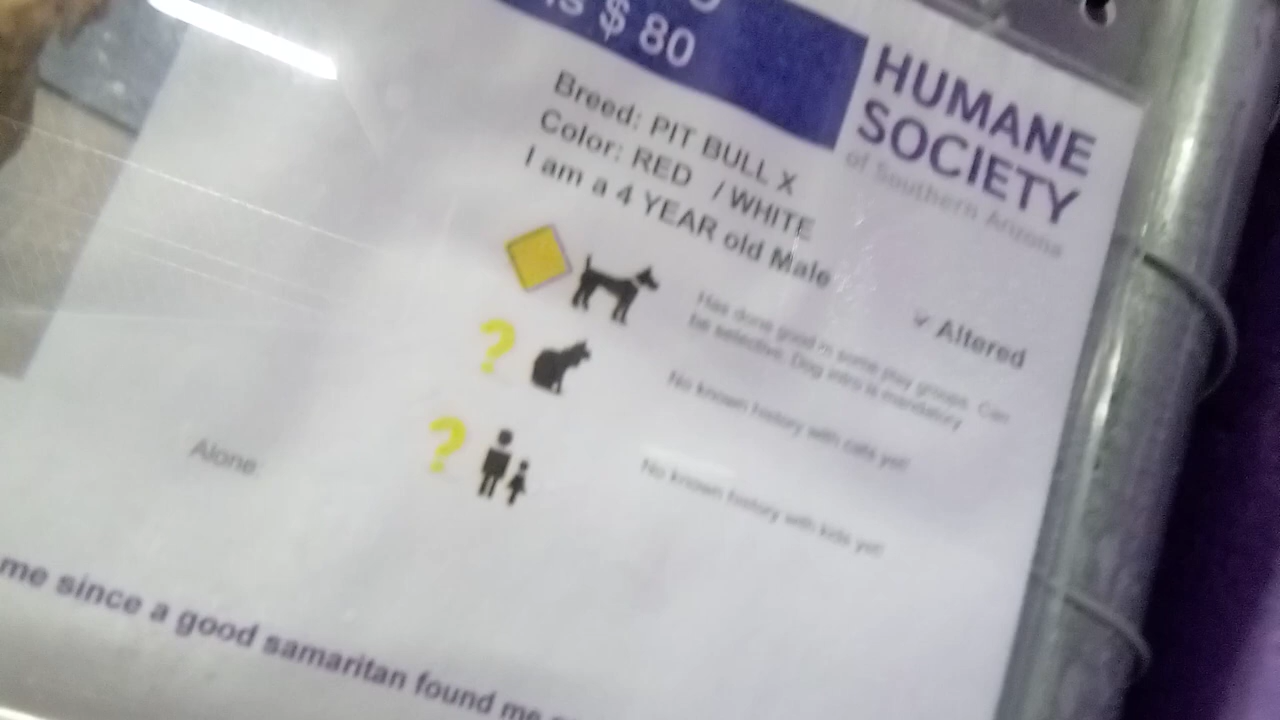 is $ 80
HUMANE
SOCIETY
of Southern Arizona
Breed: PIT BULL X
Color: RED / WHITE
I am a 4 YEAR old Male
✓ Altered
Has done good in some play groups. Can
be selective. Dog intro is mandatory
?
No known history with cats yet!
?
No known history with kids yet!
Alone.
me since a good samaritan found me